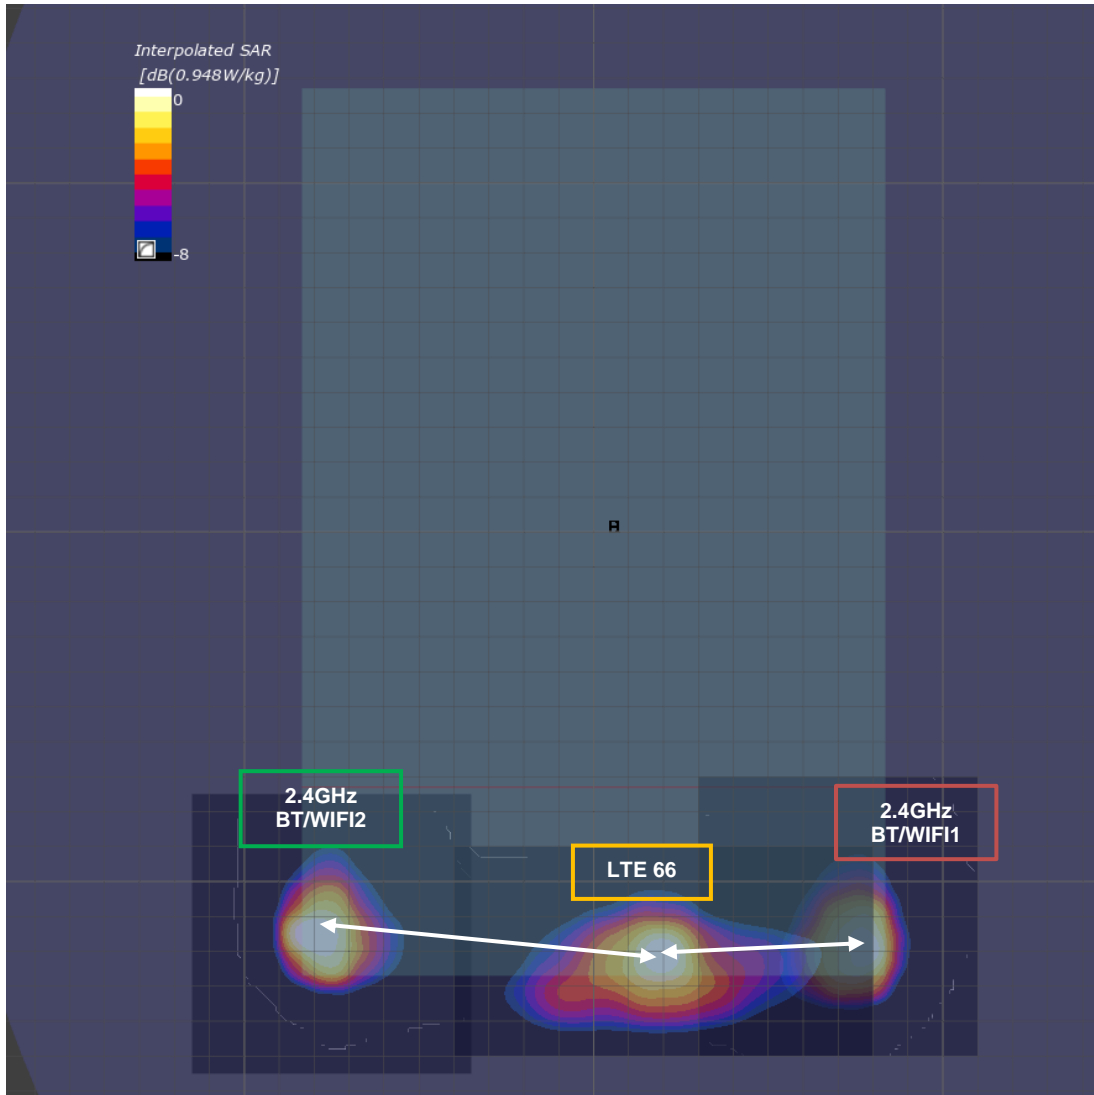 Interpolated SAR
[dB(0.948W/kg)]
0
-8
2.4GHz
BT/WIFI2
2.4GHz
BT/WIFI1
LTE 66